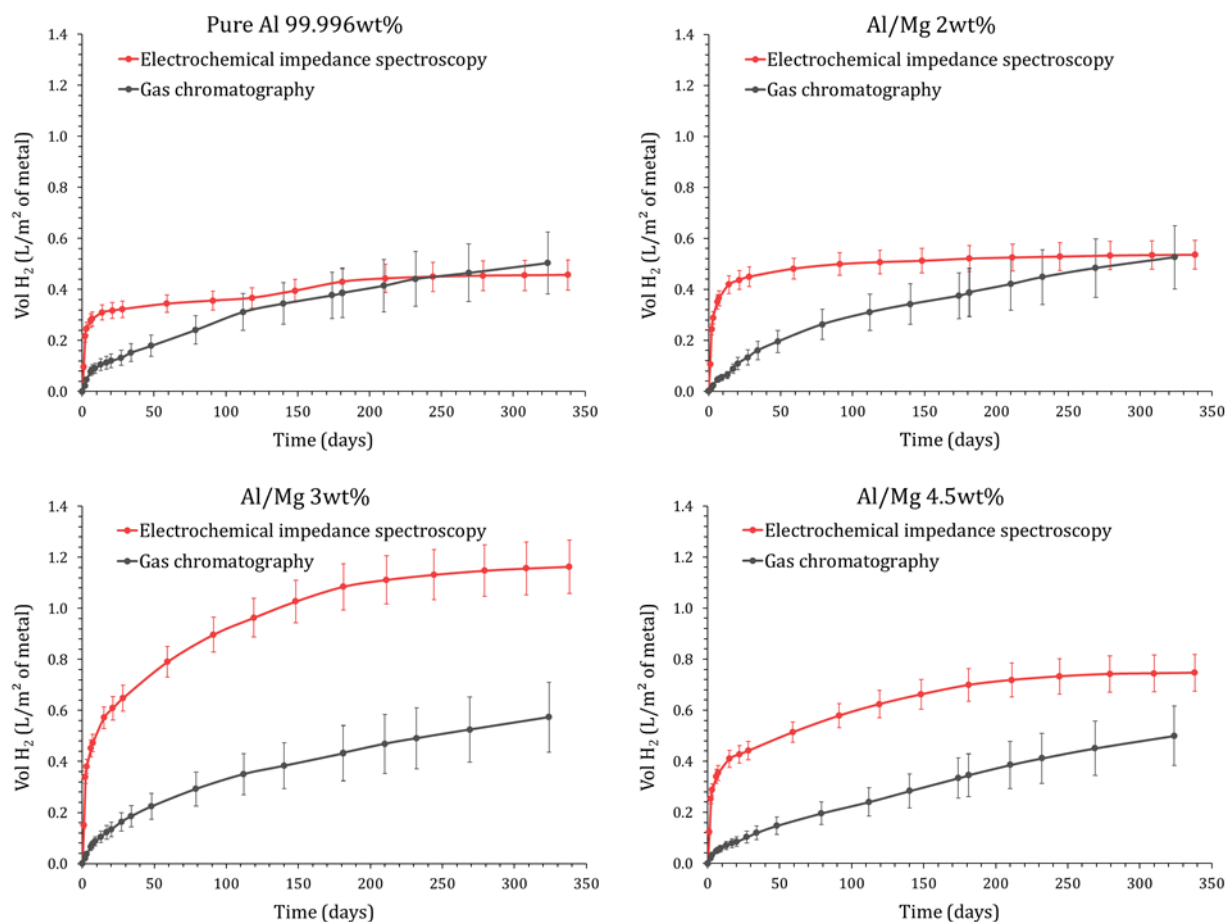 Pure Al 99.996wt%
Electrochemical impedance spectroscopy
Gas chromatography
Vol H₂ (L/m² of metal)
1.4
1.2
1.0
0.8
0.6
0.4
0.2
0.0
0 50 100 150 200 250 300 350
Time (days)
Al/Mg 2wt%
Electrochemical impedance spectroscopy
Gas chromatography
Vol H₂ (L/m² of metal)
1.4
1.2
1.0
0.8
0.6
0.4
0.2
0.0
0 50 100 150 200 250 300 350
Time (days)
Al/Mg 3wt%
Electrochemical impedance spectroscopy
Gas chromatography
Vol H₂ (L/m² of metal)
1.4
1.2
1.0
0.8
0.6
0.4
0.2
0.0
0 50 100 150 200 250 300 350
Time (days)
Al/Mg 4.5wt%
Electrochemical impedance spectroscopy
Gas chromatography
Vol H₂ (L/m² of metal)
1.4
1.2
1.0
0.8
0.6
0.4
0.2
0.0
0 50 100 150 200 250 300 350
Time (days)